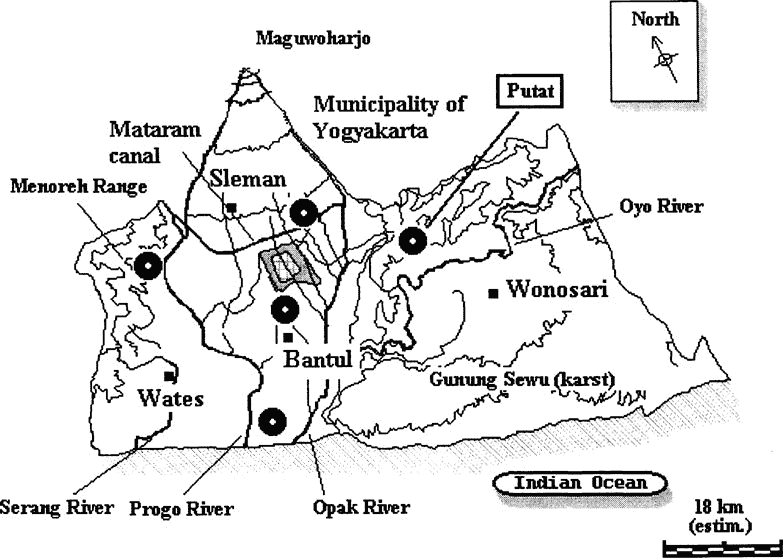 North
Maguwoharjo
Putat
Municipality of
Yogyakarta
Mataram
canal
Sleman
Menoreh Range
Oyo River
Wonosari
Bantul
Gunung Sewu (karst)
Wates
Indian Ocean
Serang River
Progo River
Opak River
18 km
(estim.)